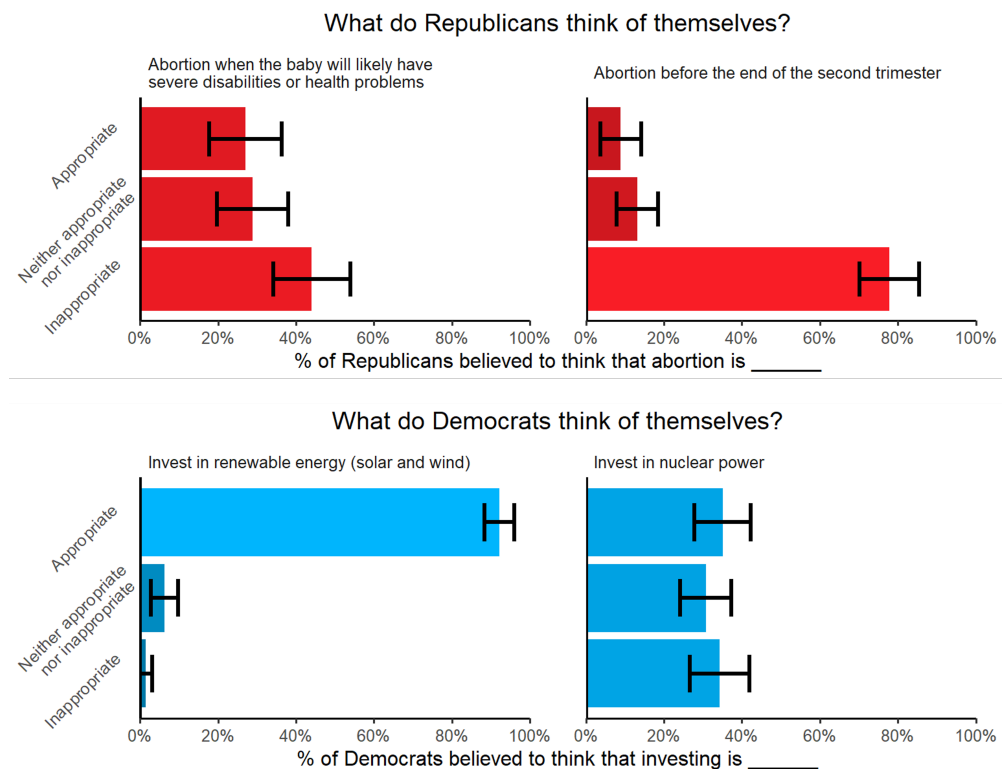 What do Republicans think of themselves?
Abortion when the baby will likely have
severe disabilities or health problems
Appropriate
Neither appropriate
nor inappropriate
Inappropriate
0% 20% 40% 60% 80% 100%
Abortion before the end of the second trimester
0% 20% 40% 60% 80% 100%
% of Republicans believed to think that abortion is ______
What do Democrats think of themselves?
Invest in renewable energy (solar and wind)
Appropriate
Neither appropriate
nor inappropriate
Inappropriate
0% 20% 40% 60% 80% 100%
Invest in nuclear power
0% 20% 40% 60% 80% 100%
% of Democrats believed to think that investing is ______